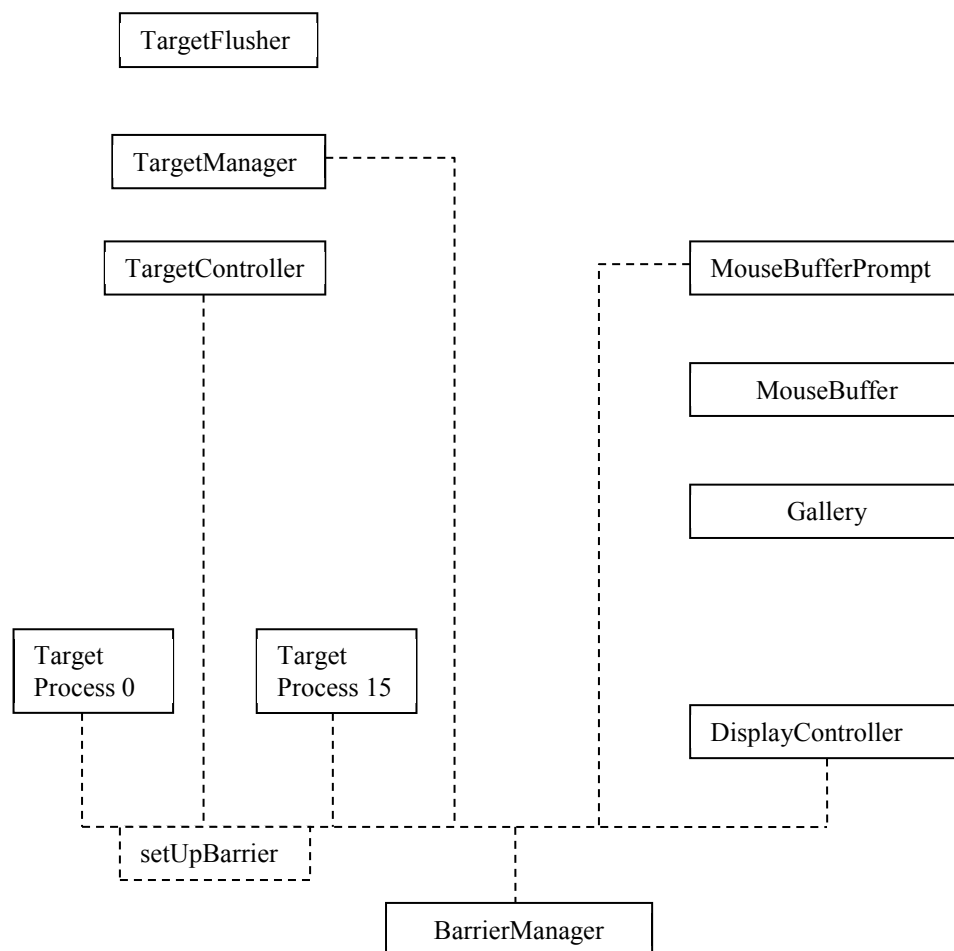 TargetFlusher
TargetManager
TargetController
MouseBufferPrompt
MouseBuffer
Gallery
Target
Process 0
Target
Process 15
DisplayController
setUpBarrier
BarrierManager